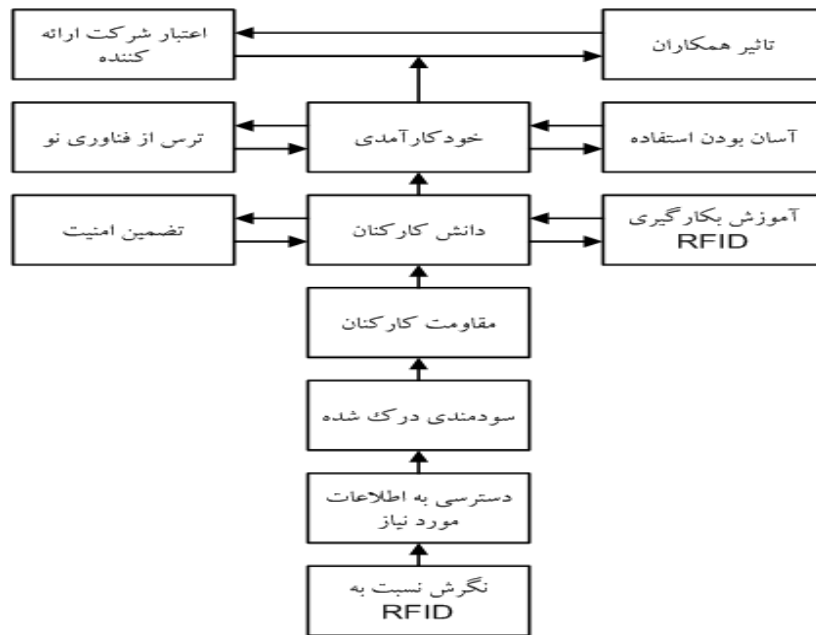 تاثیر همکاران
اعتبار شرکت ارائه
کننده
آسان بودن استفاده
خودکارآمدی
ترس از فناوری نو
آموزش بکارگیری
RFID
دانش کارکنان
تضمین امنیت
مقاومت کارکنان
سودمندی درک شده
دسترسی به اطلاعات
مورد نیاز
نگرش نسبت به
RFID